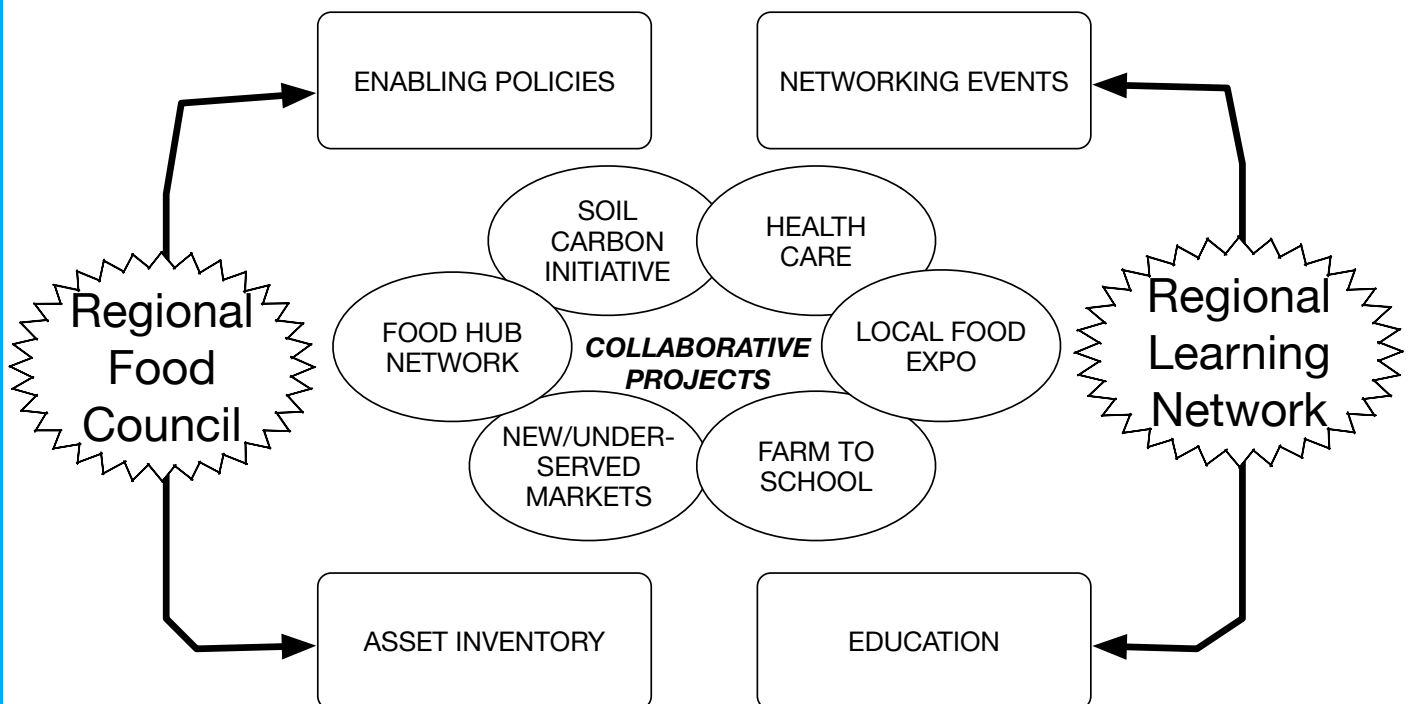 ENABLING POLICIES
NETWORKING EVENTS
SOIL
CARBON
INITIATIVE
HEALTH
CARE
Regional
Food
Council
FOOD HUB
NETWORK
COLLABORATIVE
PROJECTS
LOCAL FOOD
EXPO
Regional
Learning
Network
NEW/UNDER-
SERVED
MARKETS
FARM TO
SCHOOL
ASSET INVENTORY
EDUCATION